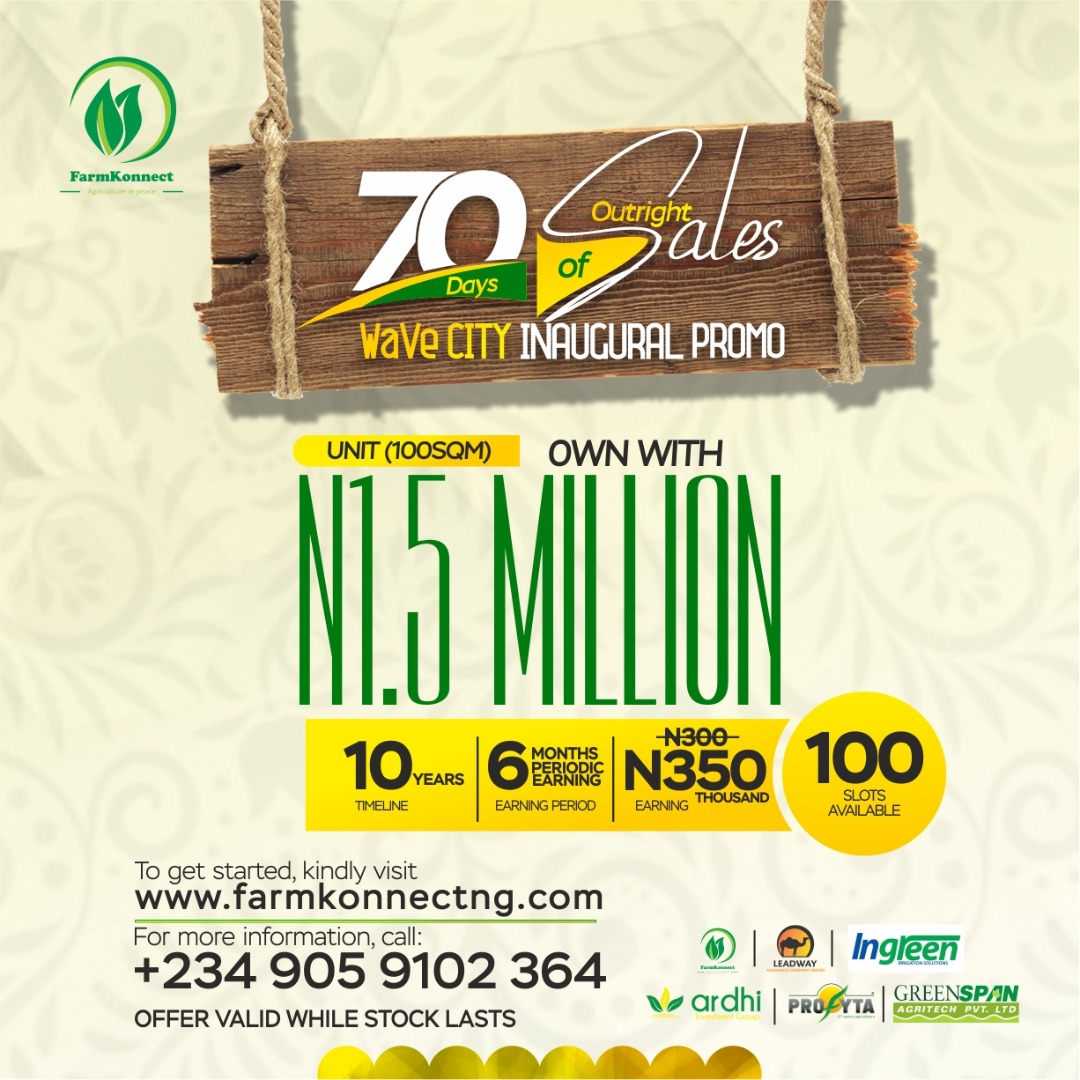 FarmKonnect
Agriculture is peace
70
Days
of
Outright
Sales
WaVe CITY INAUGURAL PROMO
UNIT (100SQM) OWN WITH
N1.5 MILLION
10 YEARS
TIMELINE
6 MONTHS
PERIODIC
EARNING
EARNING PERIOD
N300
N350
THOUSAND
EARNING
100
SLOTS
AVAILABLE
To get started, kindly visit
www.farmkonnectng.com
For more information, call:
+234 905 9102 364
OFFER VALID WHILE STOCK LASTS
FarmKonnect
LEADWAY
Ingreen
IRRIGATION SOLUTIONS
ardhi
Investment Group
PROFYTA
GREENSPAN
AGRITECH PVT. LTD